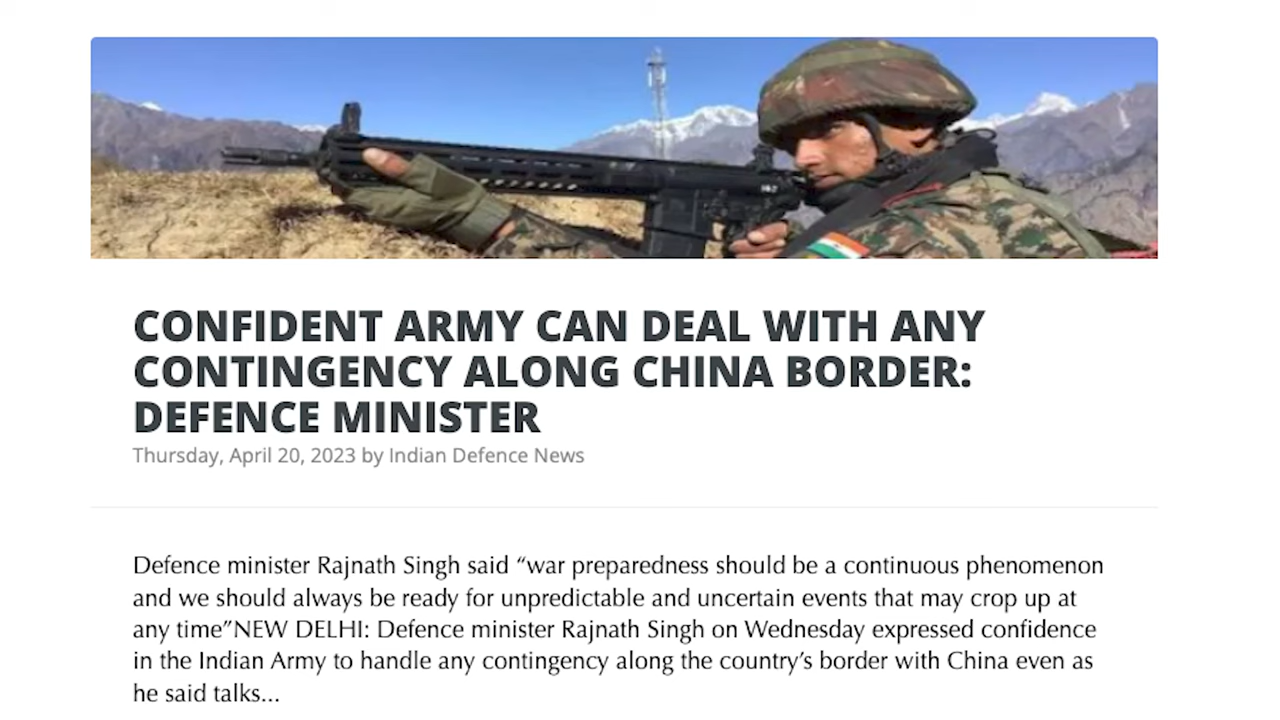 CONFIDENT ARMY CAN DEAL WITH ANY
CONTINGENCY ALONG CHINA BORDER:
DEFENCE MINISTER
Thursday, April 20, 2023 by Indian Defence News
Defence minister Rajnath Singh said “war preparedness should be a continuous phenomenon
and we should always be ready for unpredictable and uncertain events that may crop up at
any time”NEW DELHI: Defence minister Rajnath Singh on Wednesday expressed confidence
in the Indian Army to handle any contingency along the country’s border with China even as
he said talks...